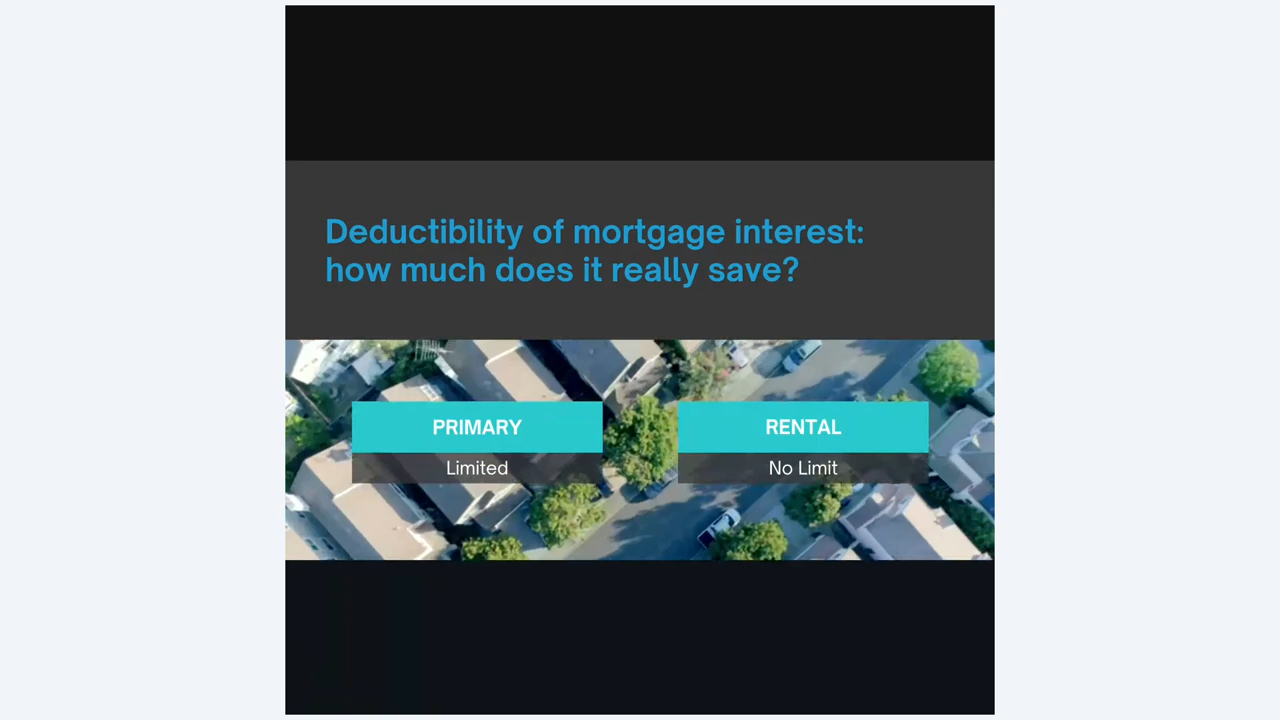 Deductibility of mortgage interest:
how much does it really save?
PRIMARY
Limited
RENTAL
No Limit